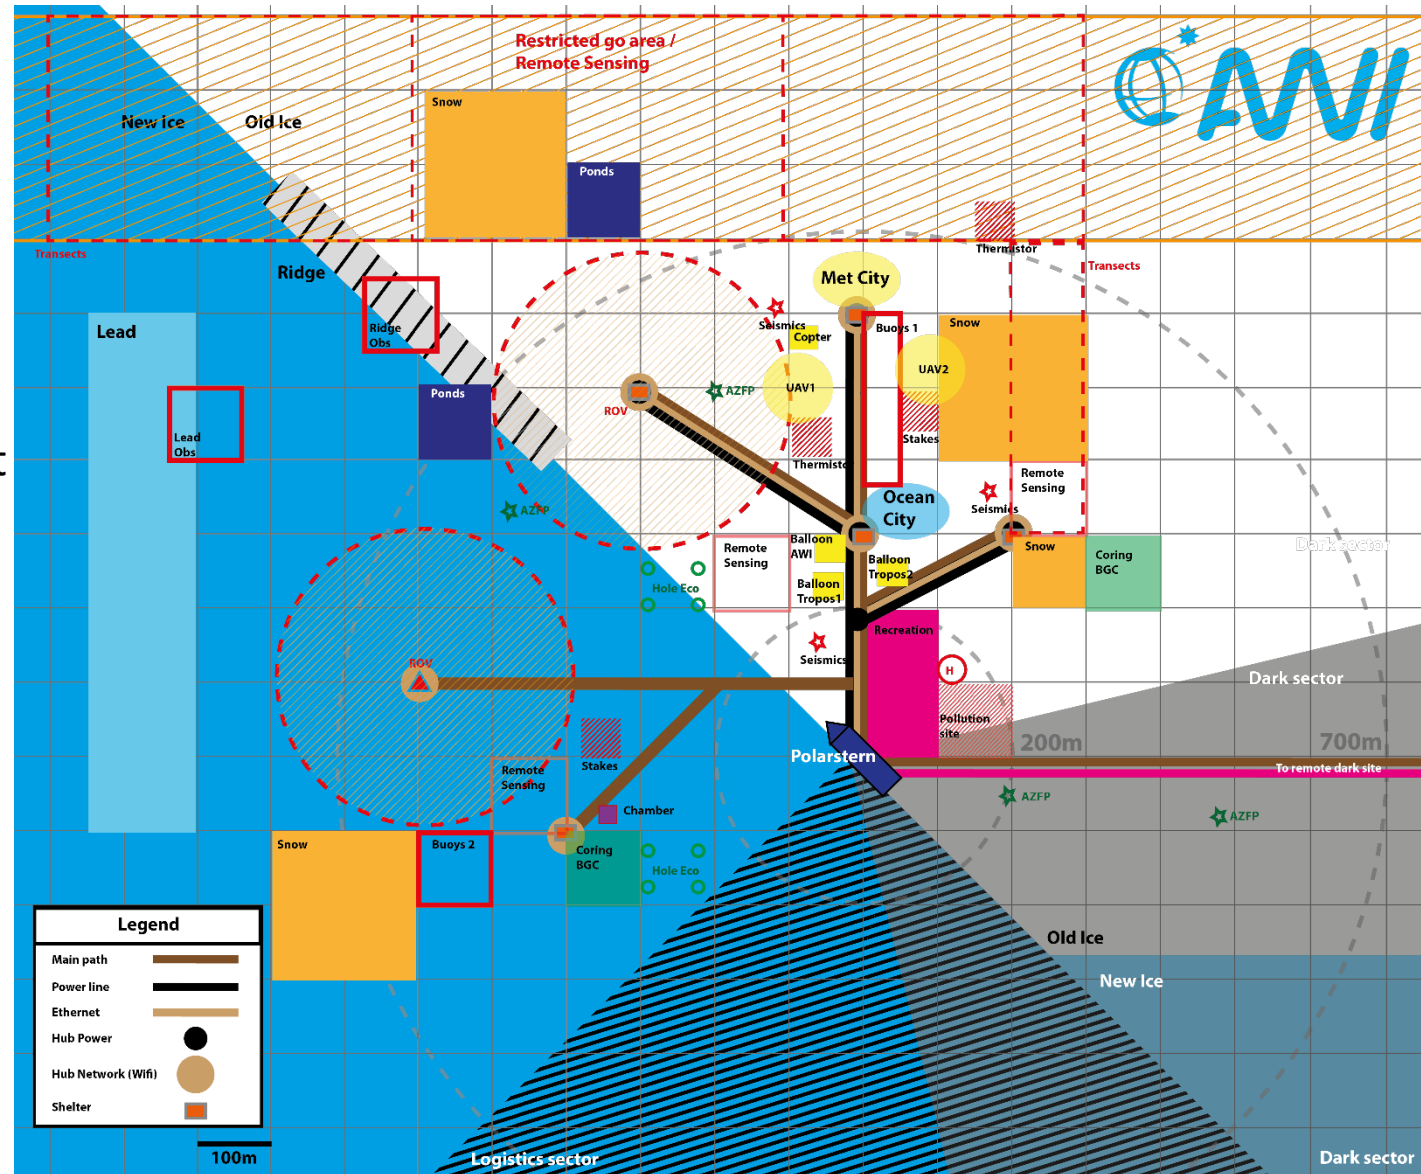 Restricted go area /
Remote Sensing
AWI
Snow
New ice
Old Ice
Ponds
Thermistor
Transects
Transects
Ridge
Met City
Seismics
Copter
Buoys 1
Snow
Ridge
Obs
Lead
UAV1
UAV2
Ponds
AZFP
ROV
Lead
Obs
Stakes
Thermistc
Remote
Sensing
Ocean
City
Seismics
AZFP
Balloon
AWI
Remote
Sensing
Snow
Dark sector
Coring
BGC
Balloon
Tropos2
Balloon
Tropos1
Hole Eco
Recreation
Seismics
ROV
H
Dark sector
Pollution
site
200m
700m
Polarstern
To remote dark site
Stakes
Remote
Sensing
AZFP
AZFP
Chamber
Snow
Buoys 2
Coring
BGC
Hole Eco
Legend
Main path
Power line
Ethernet
Hub Power
Hub Network (Wifi)
Shelter
100m
Old Ice
New Ice
Logistics sector
Dark sector